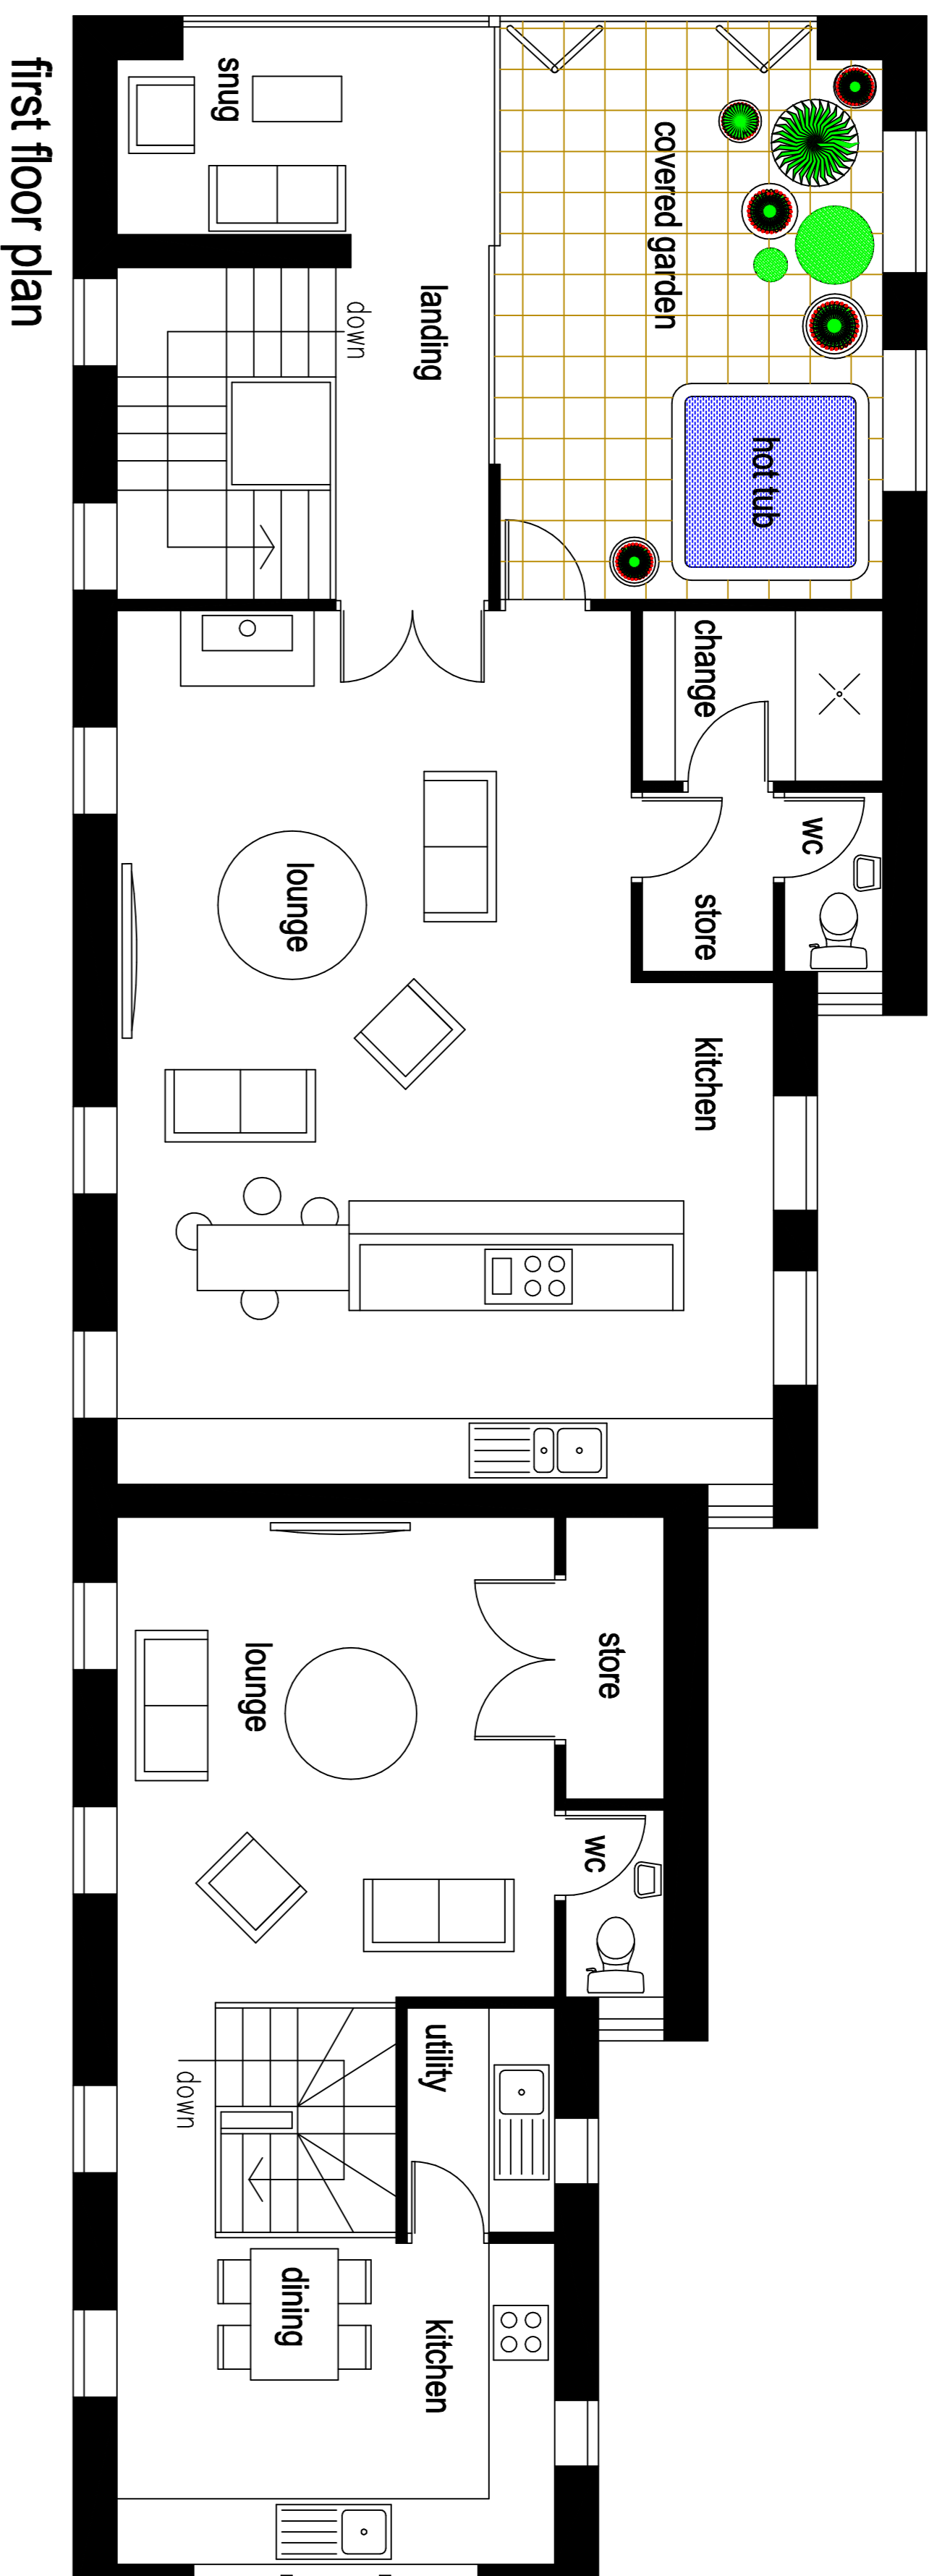 covered garden
hot tub
snug
landing
down
change
wc
store
lounge
kitchen
store
wc
lounge
utility
down
dining
kitchen
first floor plan